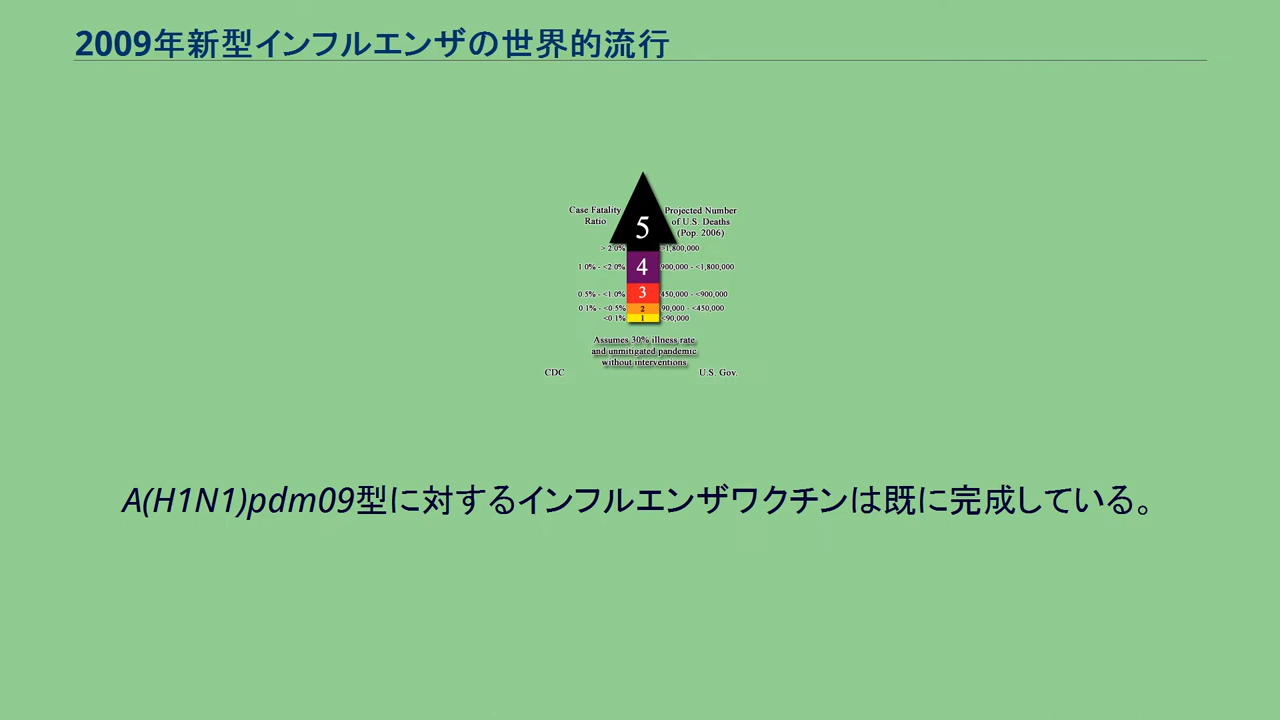 2009年新型インフルエンザの世界的流行
Case Fatality Ratio
Projected Number of U.S. Deaths (Pop. 2006)
5
> 2.0% >1,800,000
1.0% - <2.0% 4 900,000 - <1,800,000
0.5% - <1.0% 3 450,000 - <900,000
0.1% - <0.5% 2 90,000 - <450,000
<0.1% 1 <90,000
Assumes 30% illness rate
and unmitigated pandemic
without interventions
CDC U.S. Gov.
A(H1N1)pdm09型に対するインフルエンザワクチンは既に完成している。